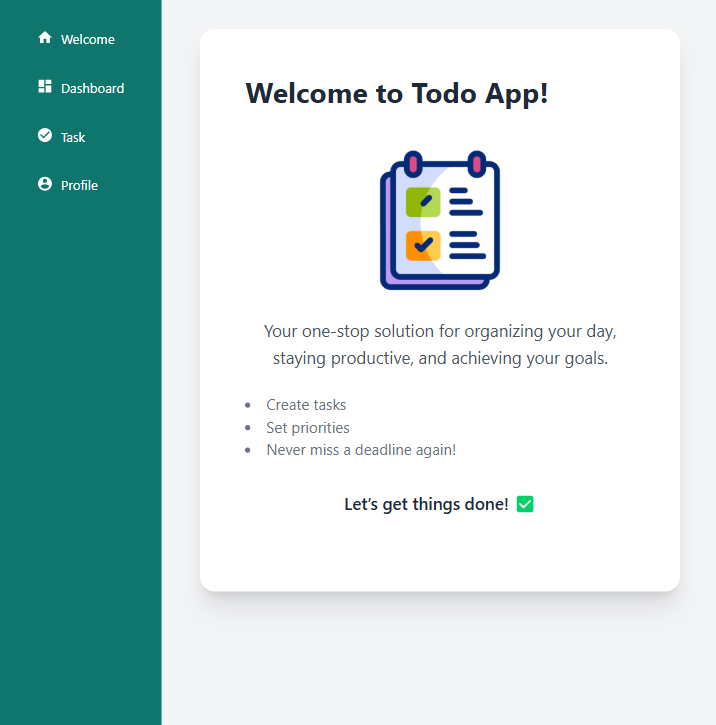 Welcome
Dashboard
Task
Profile
Welcome to Todo App!
Your one-stop solution for organizing your day,
staying productive, and achieving your goals.
• Create tasks
• Set priorities
• Never miss a deadline again!
Let's get things done! ✅